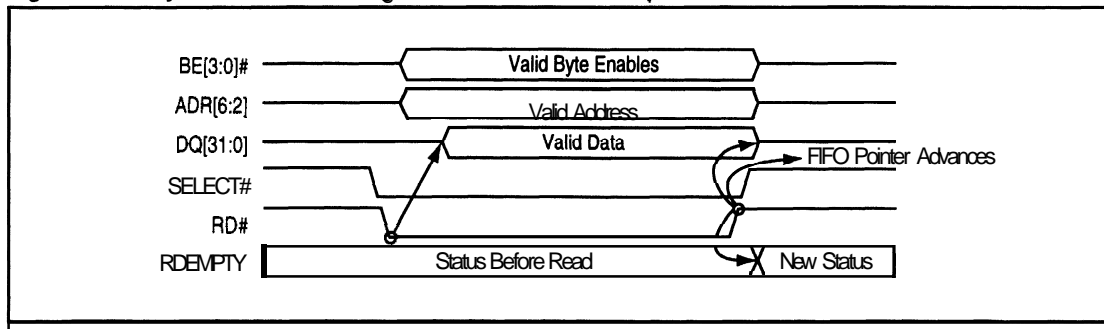 BE[3:0]#
Valid Byte Enables
ADR[6:2]
Valid Address
DQ[31:0]
Valid Data
FIFO Pointer Advances
SELECT#
RD#
RDEMPTY
Status Before Read
New Status